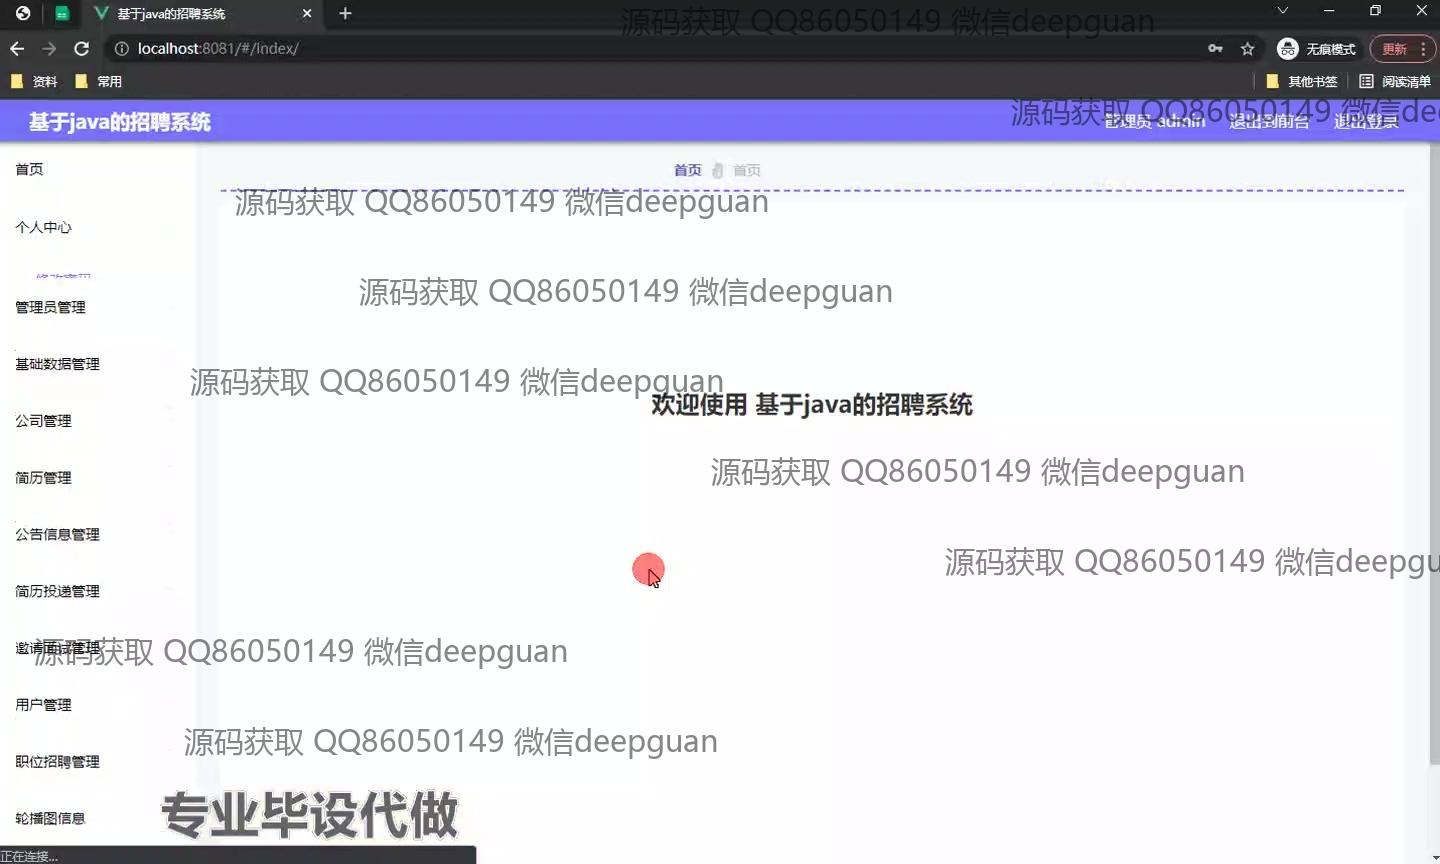 基于java的招聘系统
源码获取 QQ86050149 微信deepguan
localhost:8081/#/index/
无痕模式
更新
资料
常用
其他书签
阅读清单
基于java的招聘系统
源码获取 QQ86050149 微信dee
管理员 admin
退出到前台
退出登录
首页
首页
首页
源码获取 QQ86050149 微信deepguan
个人中心
修改密码
源码获取 QQ86050149 微信deepguan
管理员管理
基础数据管理
源码获取 QQ86050149 微信deepguan
欢迎使用 基于java的招聘系统
公司管理
简历管理
源码获取 QQ86050149 微信deepguan
公告信息管理
源码获取 QQ86050149 微信deepgu
简历投递管理
邀请面试管理
源码获取 QQ86050149 微信deepguan
用户管理
源码获取 QQ86050149 微信deepguan
职位招聘管理
轮播图信息
专业毕设代做
正在连接...